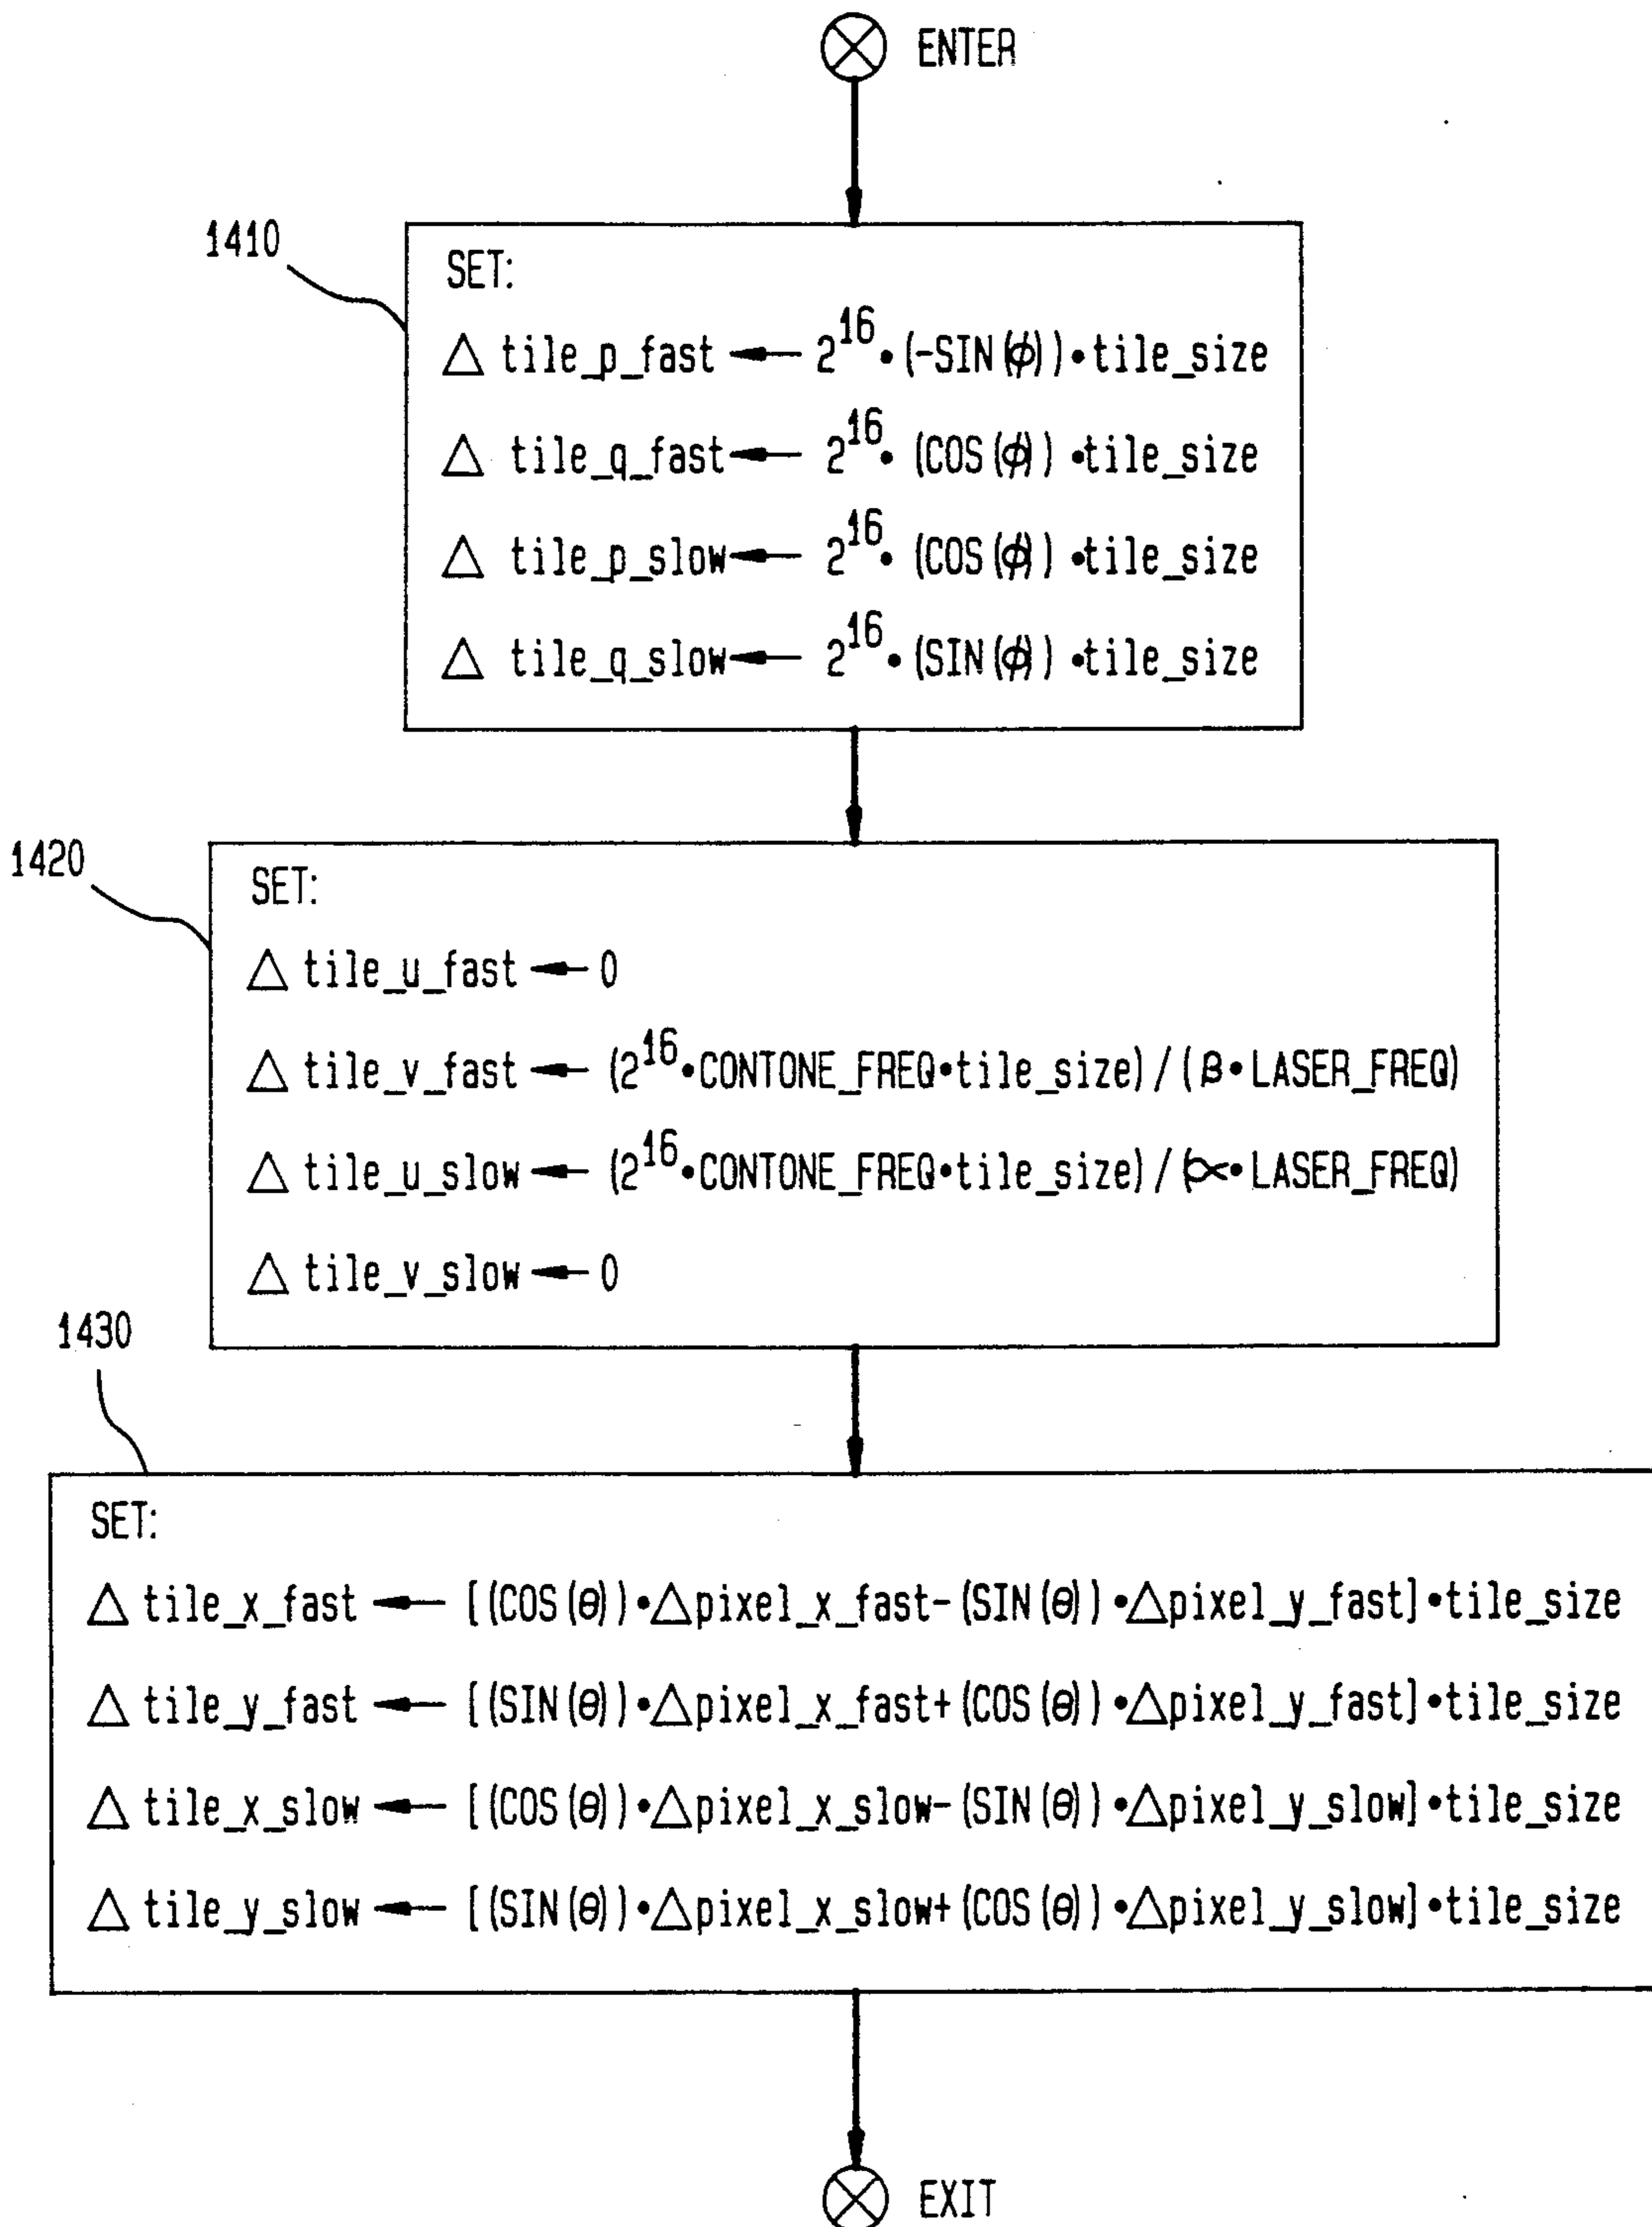 ENTER
1410
SET:
△ tile_p_fast ← 2^16•(-SIN(ϕ))•tile_size
△ tile_q_fast ← 2^16•(COS(ϕ))•tile_size
△ tile_p_slow ← 2^16•(COS(ϕ))•tile_size
△ tile_q_slow ← 2^16•(SIN(ϕ))•tile_size
1420
SET:
△ tile_u_fast ← 0
△ tile_v_fast ← (2^16•CONTONE_FREQ•tile_size)/(β•LASER_FREQ)
△ tile_u_slow ← (2^16•CONTONE_FREQ•tile_size)/(∝•LASER_FREQ)
△ tile_v_slow ← 0
1430
SET:
△ tile_x_fast ← [(COS(θ))•△pixel_x_fast-(SIN(θ))•△pixel_y_fast]•tile_size
△ tile_y_fast ← [(SIN(θ))•△pixel_x_fast+(COS(θ))•△pixel_y_fast]•tile_size
△ tile_x_slow ← [(COS(θ))•△pixel_x_slow-(SIN(θ))•△pixel_y_slow]•tile_size
△ tile_y_slow ← [(SIN(θ))•△pixel_x_slow+(COS(θ))•△pixel_y_slow]•tile_size
EXIT